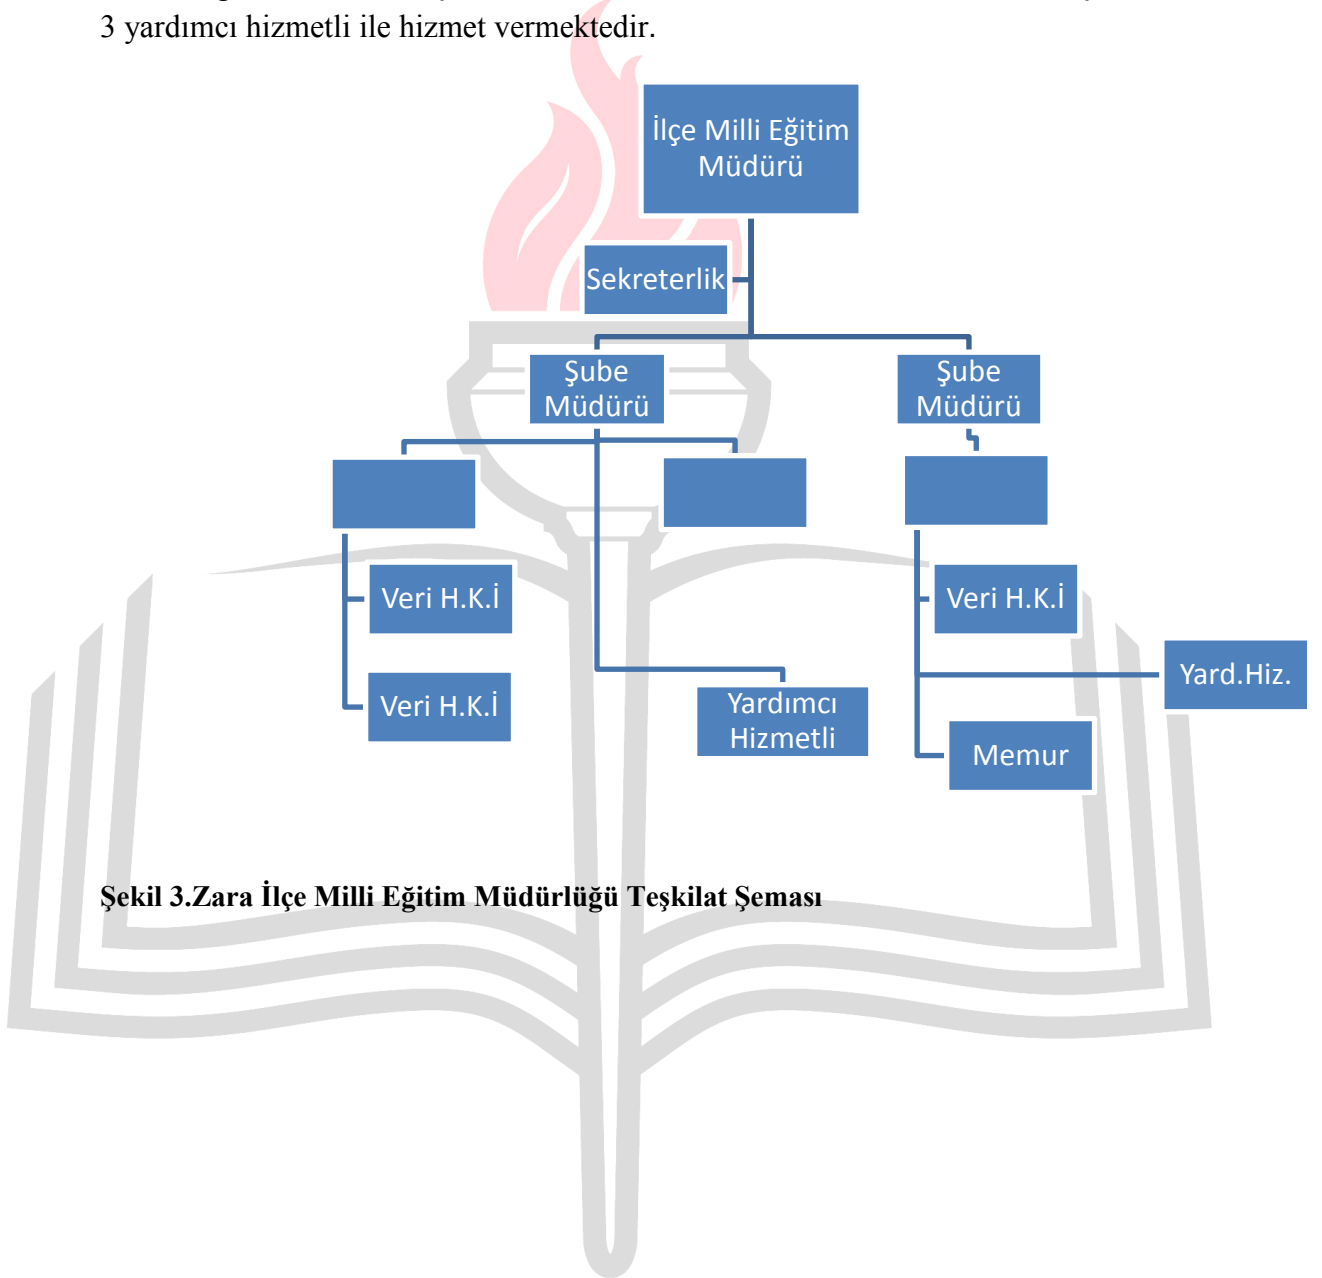 3 yardımcı hizmetli ile hizmet vermektedir.
İlçe Milli Eğitim
Müdürü
Sekreterlik
Şube
Müdürü
Şube
Müdürü
Veri H.K.İ
Veri H.K.İ
Yard.Hiz.
Veri H.K.İ
Yardımcı
Hizmetli
Memur
Şekil 3.Zara İlçe Milli Eğitim Müdürlüğü Teşkilat Şeması